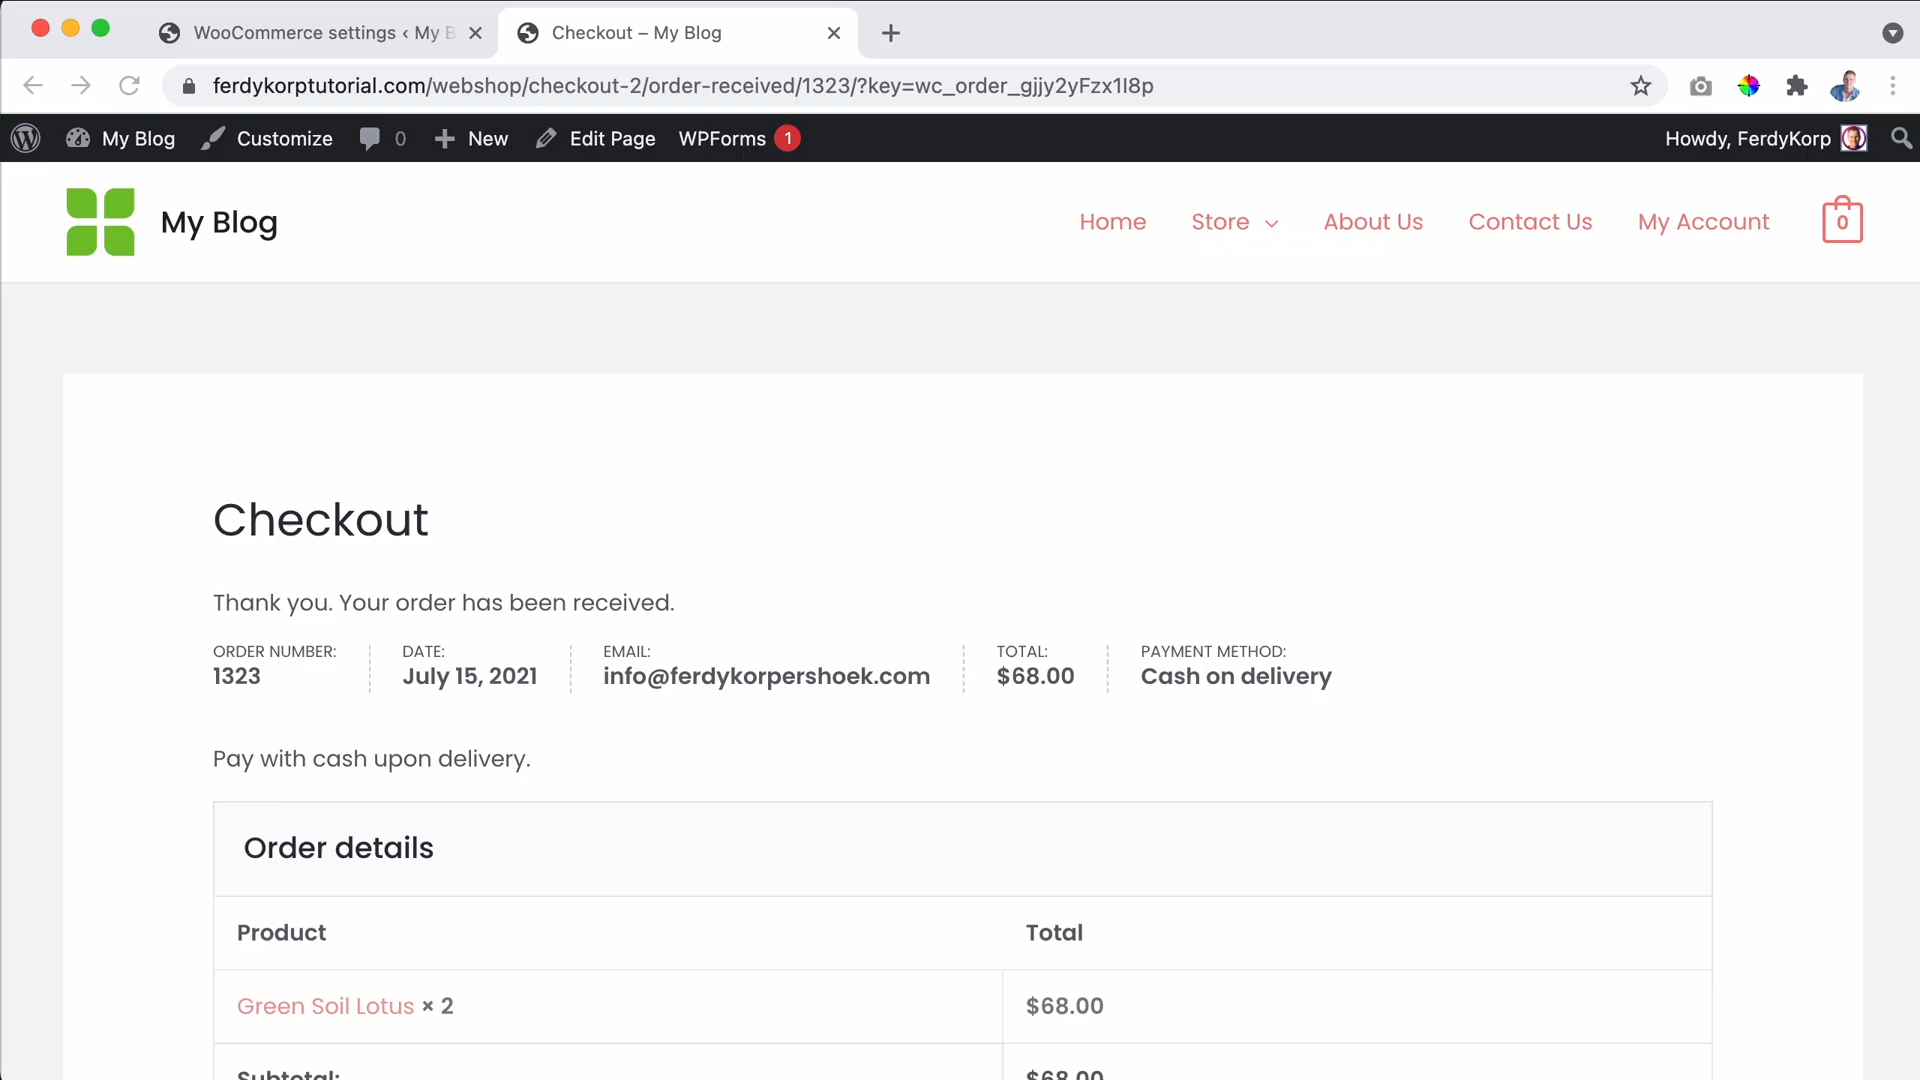 WooCommerce settings ‹ My B
Checkout – My Blog
ferdykorptutorial.com/webshop/checkout-2/order-received/1323/?key=wc_order_gjjy2yFzx1I8p
My Blog Customize 0 New Edit Page WPForms 1 Howdy, FerdyKorp
My Blog
Home Store About Us Contact Us My Account 0
Checkout
Thank you. Your order has been received.
ORDER NUMBER: DATE: EMAIL: TOTAL: PAYMENT METHOD:
1323 July 15, 2021 info@ferdykorpershoek.com $68.00 Cash on delivery
Pay with cash upon delivery.
Order details
Product Total
Green Soil Lotus × 2 $68.00
Subtotal: $68.00